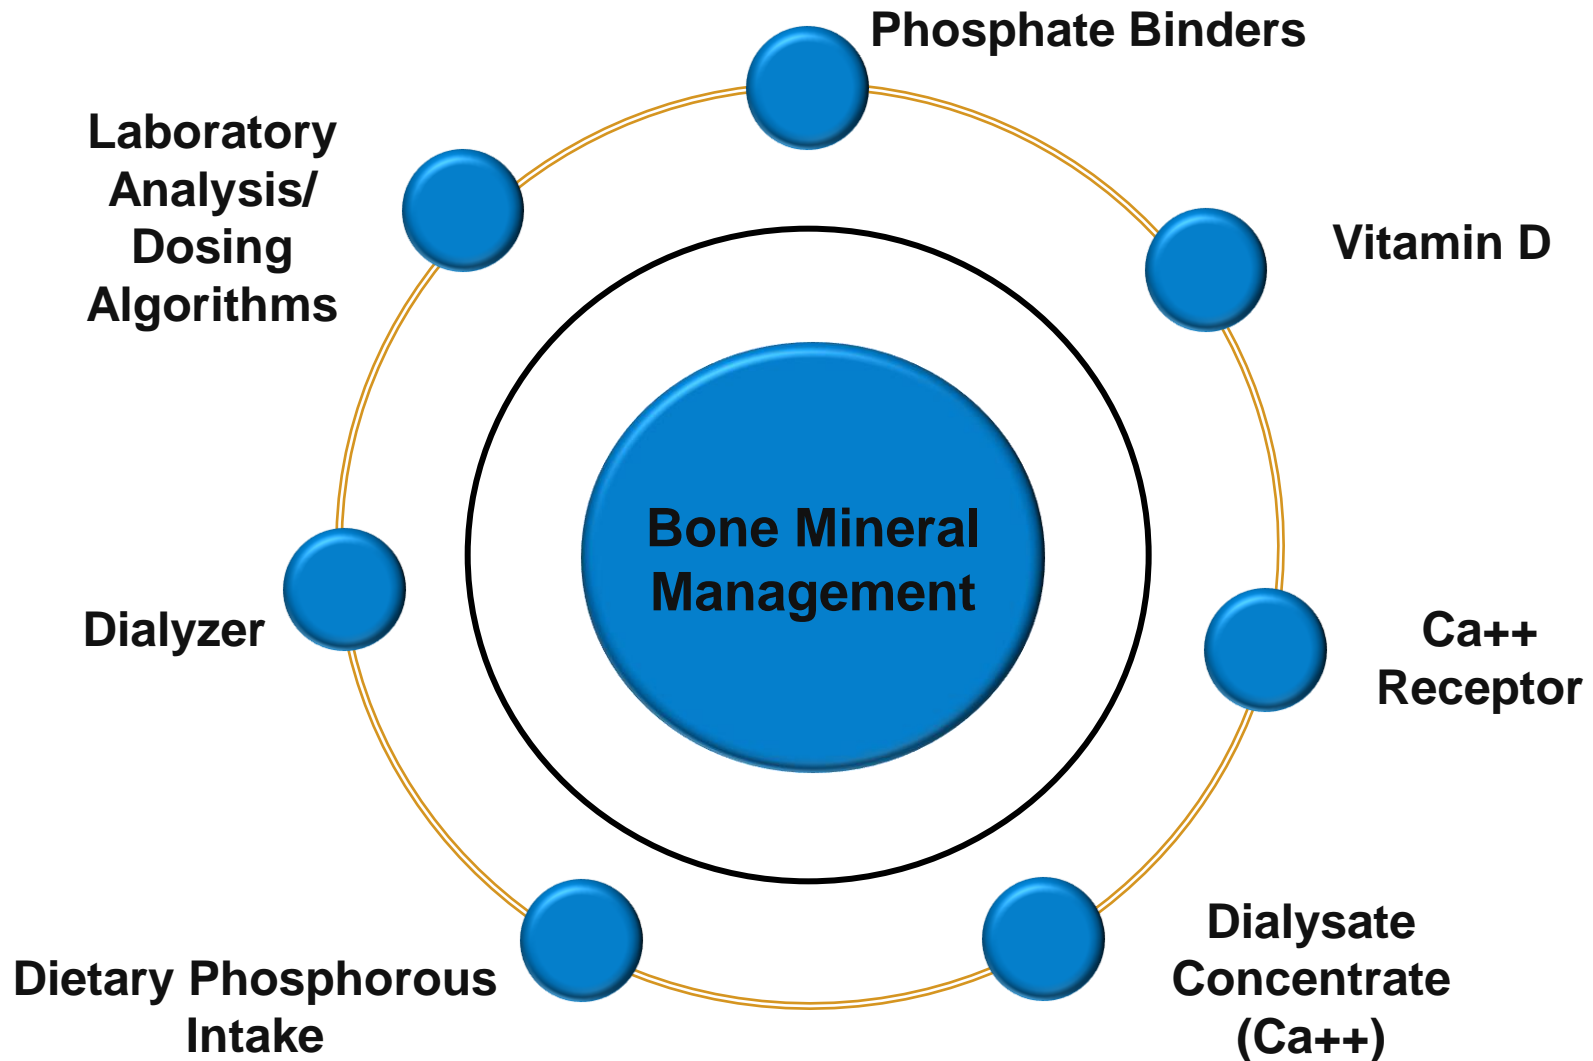 Phosphate Binders
Laboratory
Analysis/
Dosing
Algorithms
Vitamin D
Bone Mineral
Management
Dialyzer
Ca++
Receptor
Dietary Phosphorous
Intake
Dialysate
Concentrate
(Ca++)